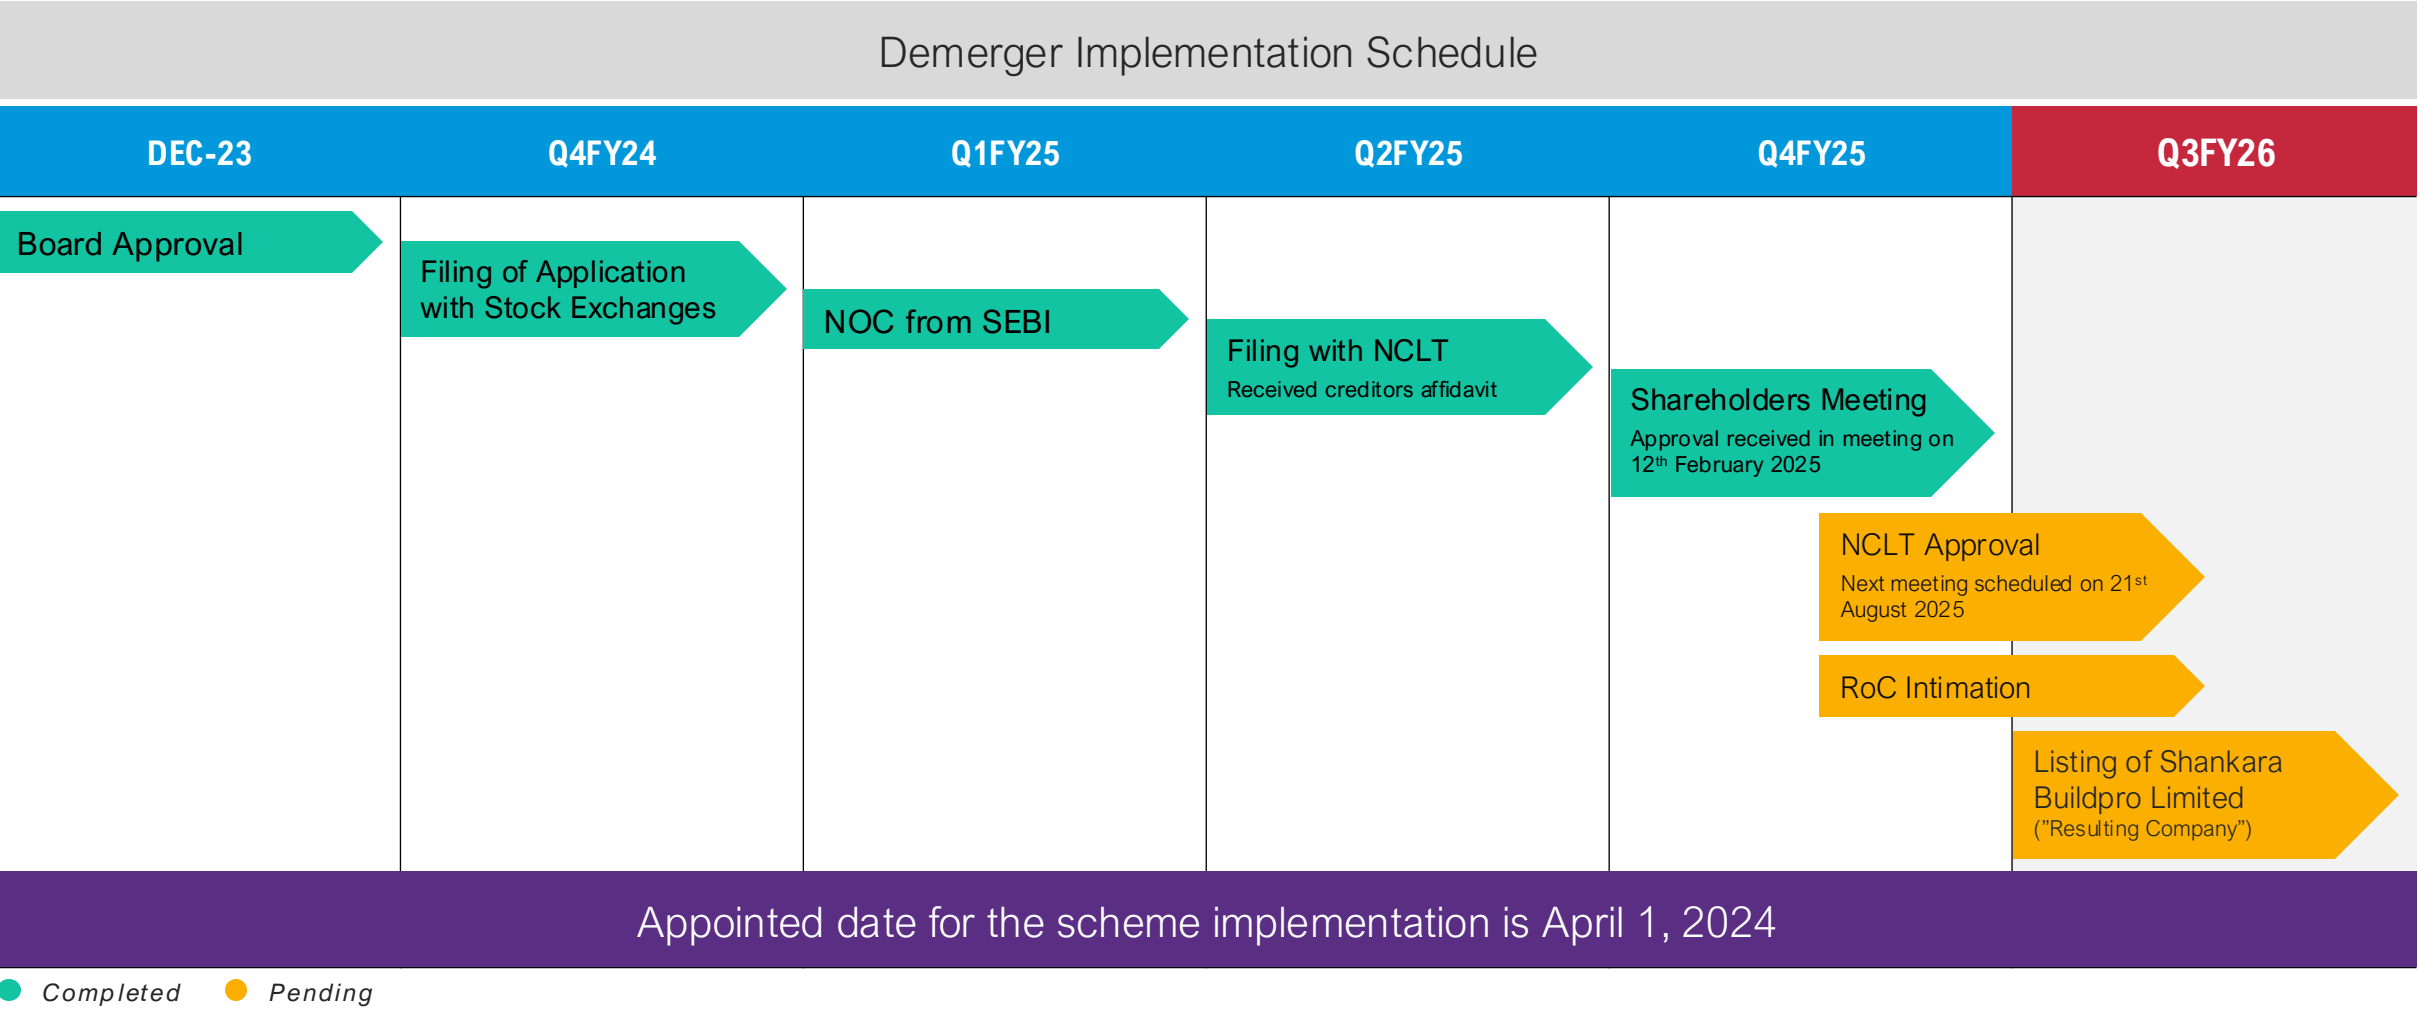 Demerger Implementation Schedule
DEC-23
Q4FY24
Q1FY25
Q2FY25
Q4FY25
Q3FY26
Board Approval
Filing of Application
with Stock Exchanges
NOC from SEBI
Filing with NCLT
Received creditors affidavit
Shareholders Meeting
Approval received in meeting on
12th February 2025
NCLT Approval
Next meeting scheduled on 21st
August 2025
RoC Intimation
Listing of Shankara
Buildpro Limited
(”Resulting Company”)
Appointed date for the scheme implementation is April 1, 2024
Completed
Pending